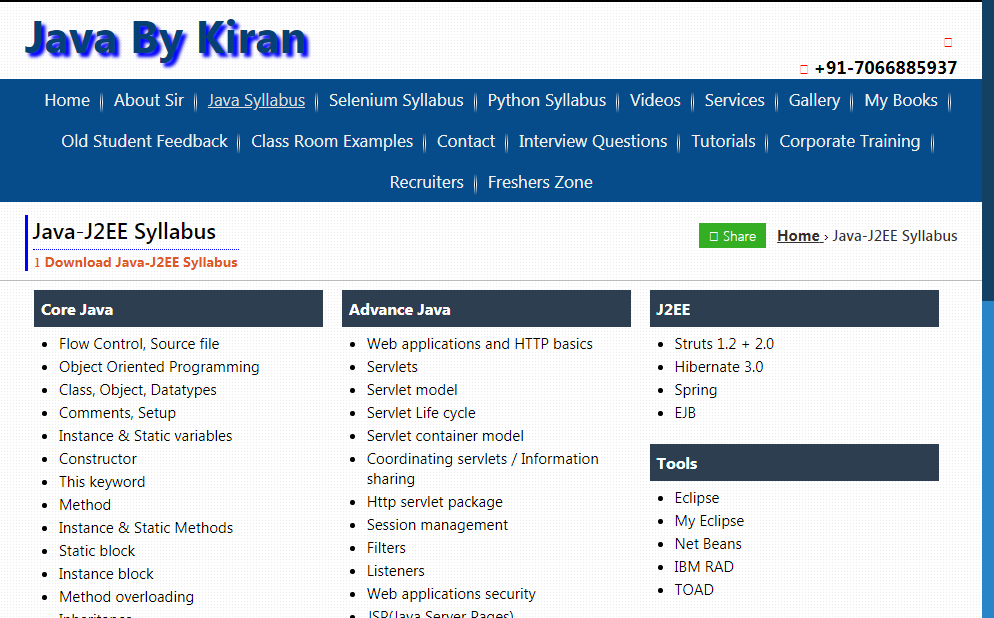 Java By Kiran
+91-7066885937
Home About Sir Java Syllabus Selenium Syllabus Python Syllabus Videos Services Gallery My Books
Old Student Feedback Class Room Examples Contact Interview Questions Tutorials Corporate Training
Recruiters Freshers Zone
Java-J2EE Syllabus
Share Home › Java-J2EE Syllabus
1 Download Java-J2EE Syllabus
Core Java
Flow Control, Source file
Object Oriented Programming
Class, Object, Datatypes
Comments, Setup
Instance & Static variables
Constructor
This keyword
Method
Instance & Static Methods
Static block
Instance block
Method overloading
Inheritance
Advance Java
Web applications and HTTP basics
Servlets
Servlet model
Servlet Life cycle
Servlet container model
Coordinating servlets / Information
sharing
Http servlet package
Session management
Filters
Listeners
Web applications security
JSP(Java Server Pages)
J2EE
Struts 1.2 + 2.0
Hibernate 3.0
Spring
EJB
Tools
Eclipse
My Eclipse
Net Beans
IBM RAD
TOAD